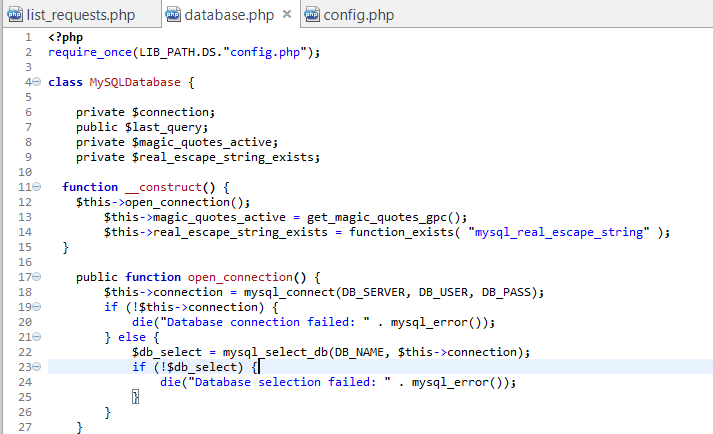 list_requests.php database.php config.php
1 <?php
2 require_once(LIB_PATH.DS."config.php");
3
4 class MySQLDatabase {
5
6 private $connection;
7 public $last_query;
8 private $magic_quotes_active;
9 private $real_escape_string_exists;
10
11 function __construct() {
12 $this->open_connection();
13 $this->magic_quotes_active = get_magic_quotes_gpc();
14 $this->real_escape_string_exists = function_exists( "mysql_real_escape_string" );
15 }
16
17 public function open_connection() {
18 $this->connection = mysql_connect(DB_SERVER, DB_USER, DB_PASS);
19 if (!$this->connection) {
20 die("Database connection failed: " . mysql_error());
21 } else {
22 $db_select = mysql_select_db(DB_NAME, $this->connection);
23 if (!$db_select) {
24 die("Database selection failed: " . mysql_error());
25 }
26 }
27 }